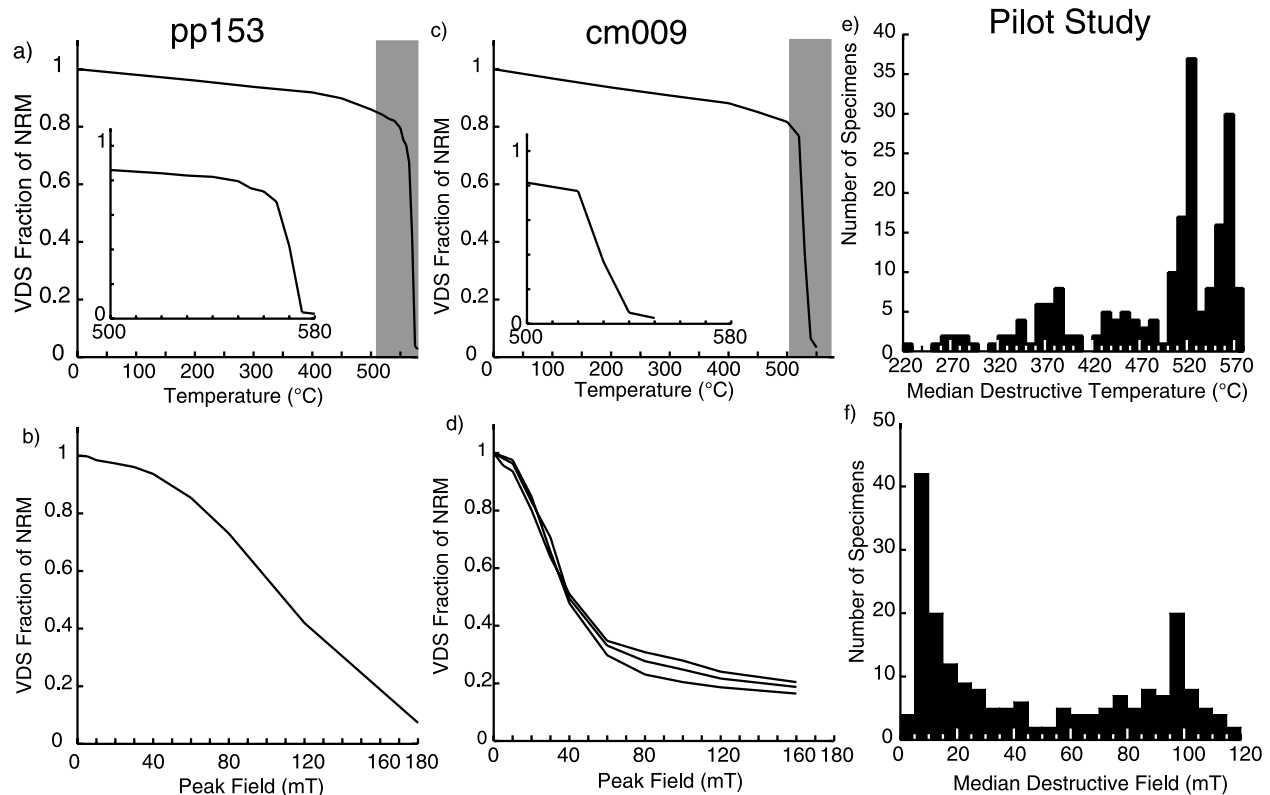 pp153
a)
VDS Fraction of NRM
1
0.8
0.6
0.4
0.2
0
0 100 200 300 400 500
Temperature (°C)
1
0
500 580
c)
cm009
VDS Fraction of NRM
1
0.8
0.6
0.4
0.2
0
0 100 200 300 400 500
Temperature (°C)
1
0
500 580
e)
Pilot Study
Number of Specimens
40
35
30
25
20
15
10
5
0
220 270 320 370 420 470 520 570
Median Destructive Temperature (°C)
b)
VDS Fraction of NRM
1
0.8
0.6
0.4
0.2
0
0 40 80 120 160 180
Peak Field (mT)
d)
VDS Fraction of NRM
1
0.8
0.6
0.4
0.2
0
0 40 80 120 160 180
Peak Field (mT)
f)
Number of Specimens
50
40
30
20
10
0
0 20 40 60 80 100 120
Median Destructive Field (mT)